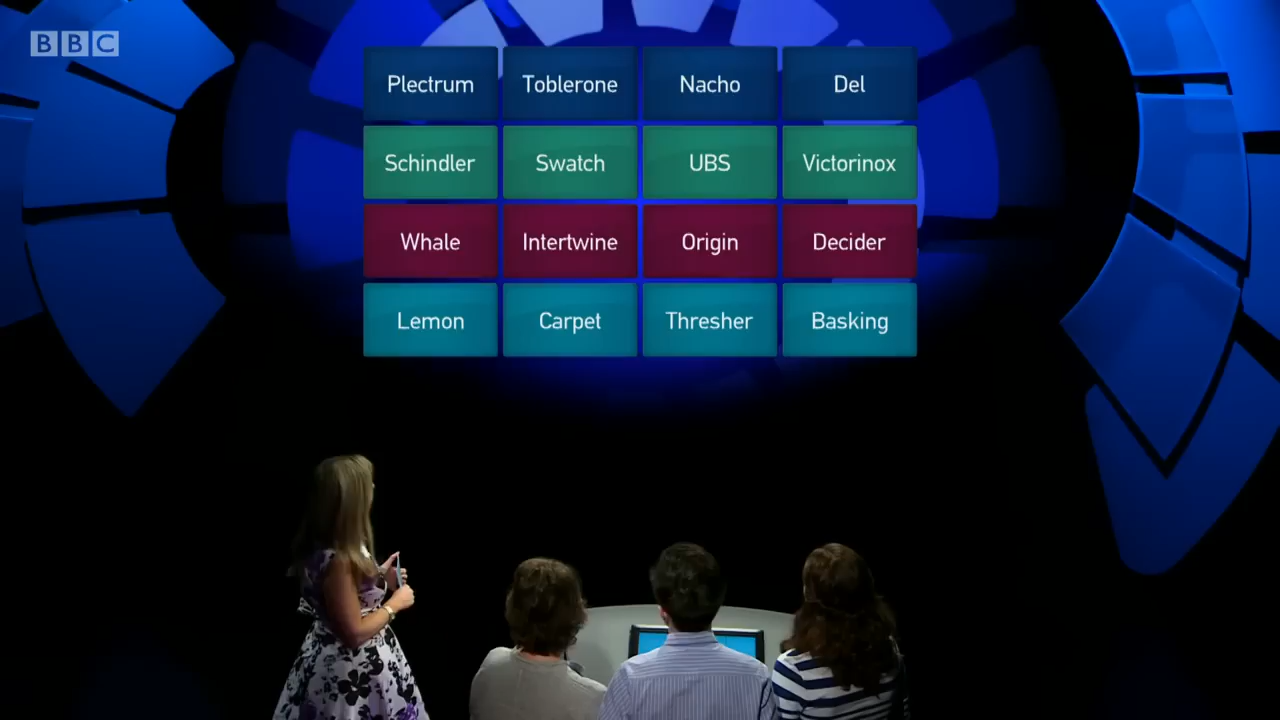 BBC
Plectrum Toblerone Nacho Del
Schindler Swatch UBS Victorinox
Whale Intertwine Origin Decider
Lemon Carpet Thresher Basking